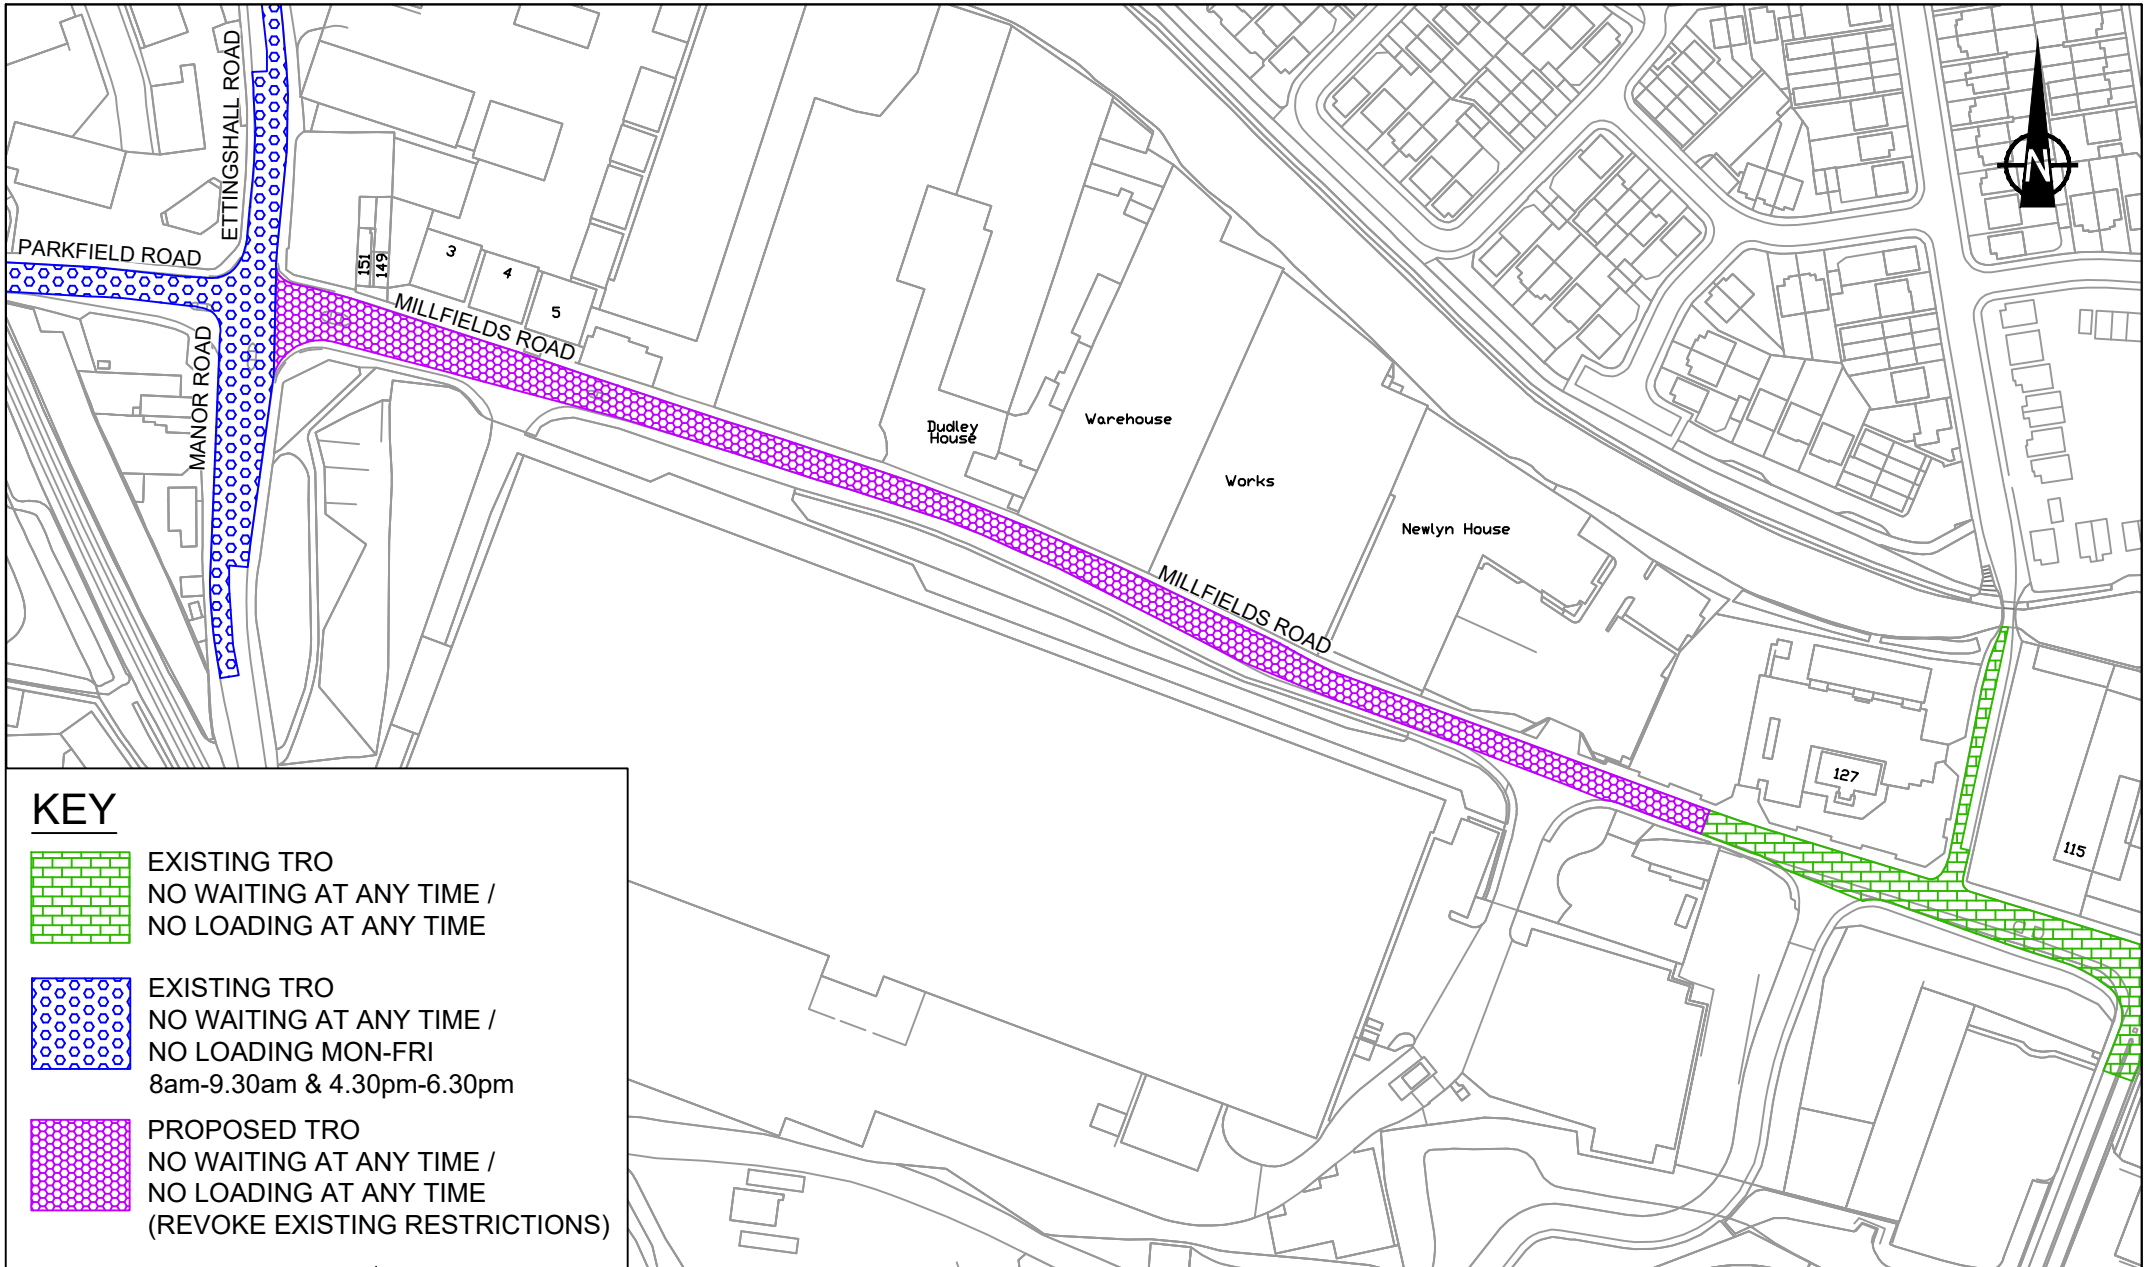 ETTINGSHALL ROAD
PARKFIELD ROAD
MANOR ROAD
151
149
3
4
5
MILLFIELDS ROAD
Dudley
House
Warehouse
Works
Newlyn House
MILLFIELDS ROAD
127
115
N
KEY
EXISTING TRO
NO WAITING AT ANY TIME /
NO LOADING AT ANY TIME
EXISTING TRO
NO WAITING AT ANY TIME /
NO LOADING MON-FRI
8am-9.30am & 4.30pm-6.30pm
PROPOSED TRO
NO WAITING AT ANY TIME /
NO LOADING AT ANY TIME
(REVOKE EXISTING RESTRICTIONS)